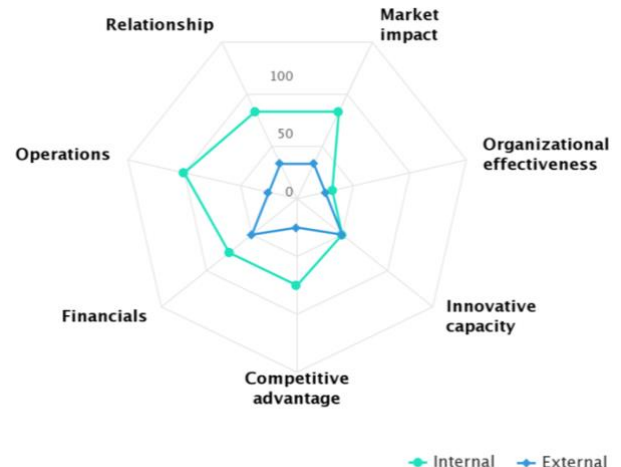 Market
impact
Relationship
100
50
0
Organizational
effectiveness
Operations
Innovative
capacity
Financials
Competitive
advantage
Internal External